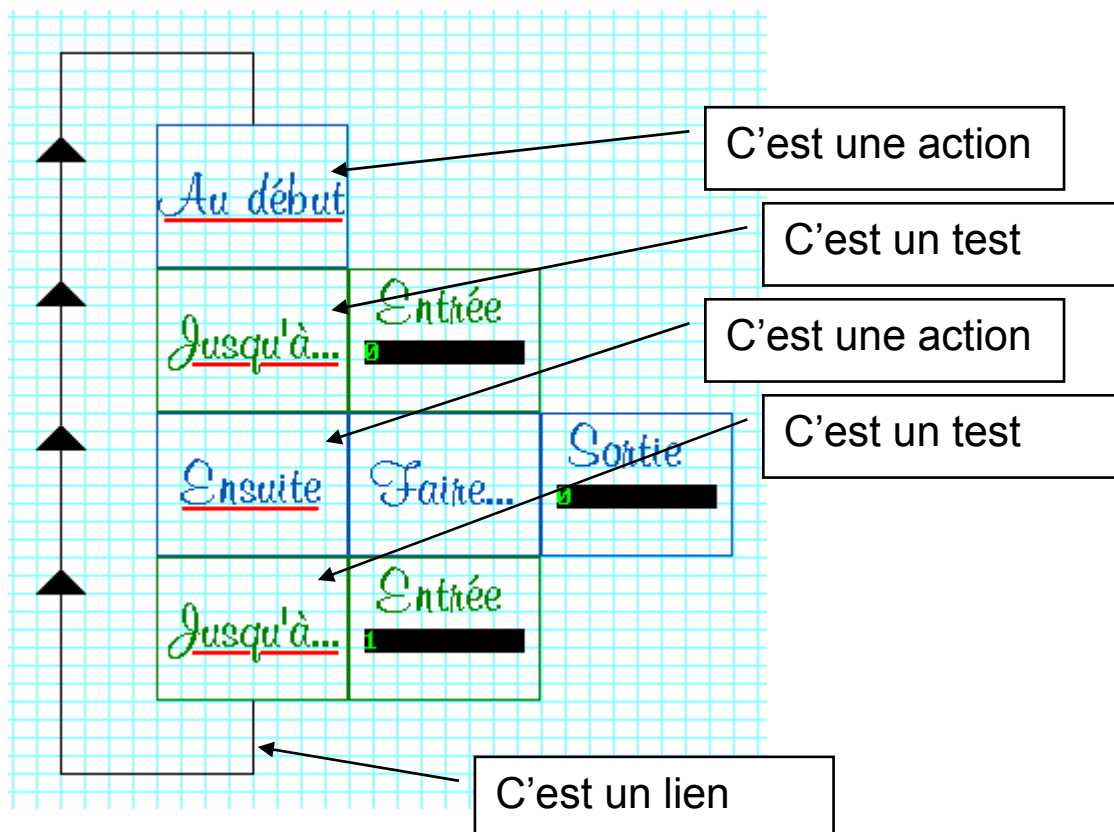 C’est une action
Au début
C’est un test
Jusqu'à... Entrée
0
C’est une action
Ensuite Faire... Sortie
0
C’est un test
Jusqu'à... Entrée
1
C’est un lien